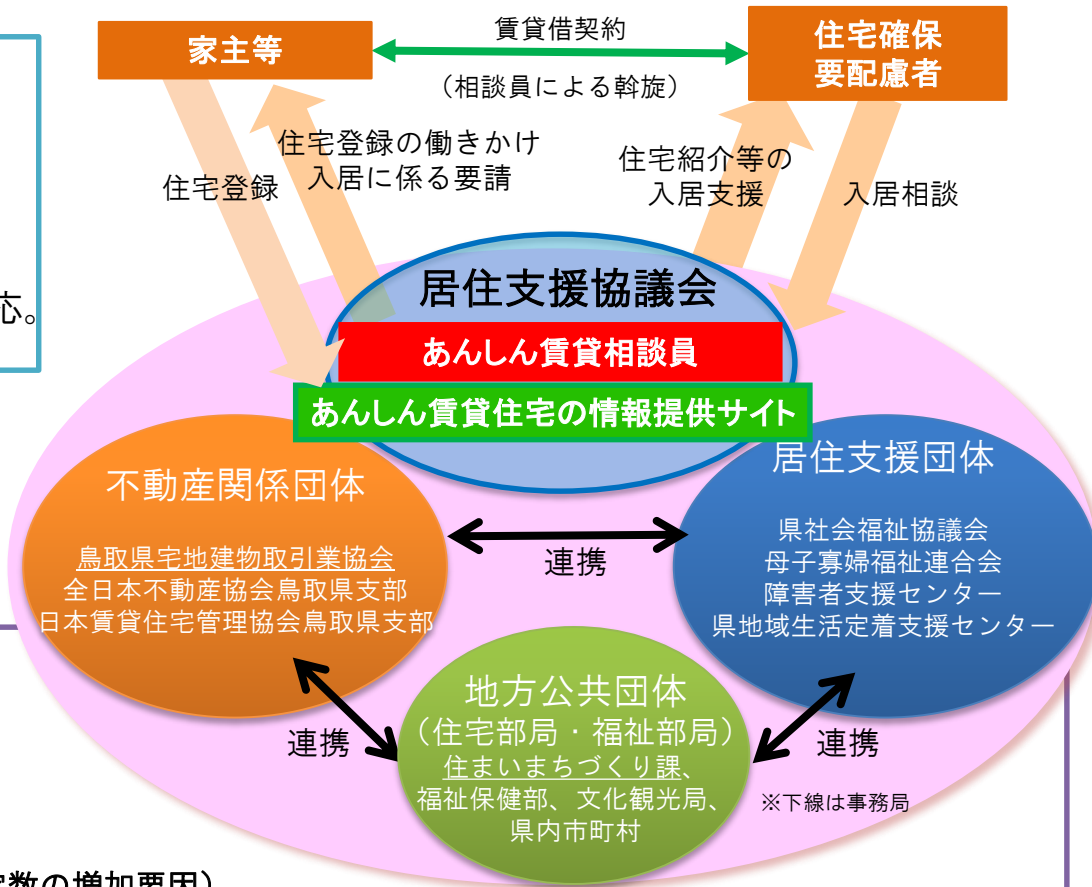 家主等
賃貸借契約
(相談員による斡旋)
住宅確保
要配慮者
住宅登録の働きかけ
入居に係る要請
住宅登録
住宅紹介等の
入居支援
入居相談
応。
居住支援協議会
あんしん賃貸相談員
あんしん賃貸住宅の情報提供サイト
不動産関係団体
鳥取県宅地建物取引業協会
全日本不動産協会鳥取県支部
日本賃貸住宅管理協会鳥取県支部
連携
居住支援団体
県社会福祉協議会
母子寡婦福祉連合会
障害者支援センター
県地域生活定着支援センター
連携
地方公共団体
(住宅部局・福祉部局)
住まいまちづくり課、
福祉保健部、文化観光局、
県内市町村
連携
※下線は事務局
数の増加要因)